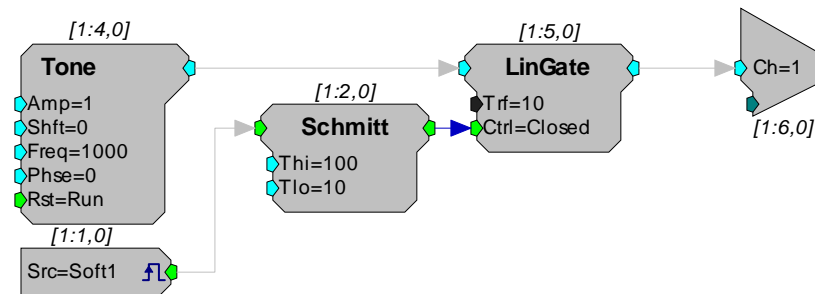 [1:4,0]
Tone
Amp=1
Shft=0
Freq=1000
Phse=0
Rst=Run
[1:1,0]
Src=Soft1
[1:2,0]
Schmitt
Thi=100
Tlo=10
[1:5,0]
LinGate
Trf=10
Ctrl=Closed
Ch=1
[1:6,0]